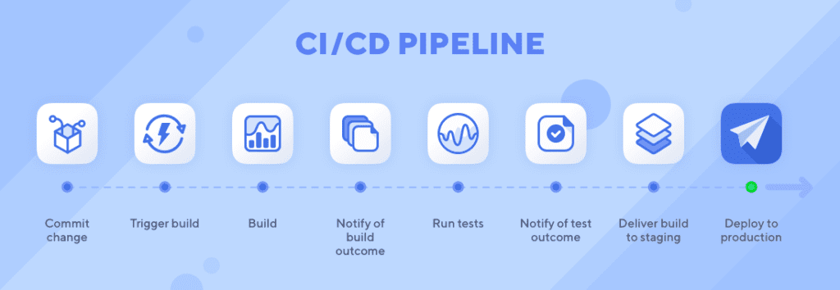 CI/CD PIPELINE
Commit
change
Trigger build
Build
Notify of
build
outcome
Run tests
Notify of test
outcome
Deliver build
to staging
Deploy to
production